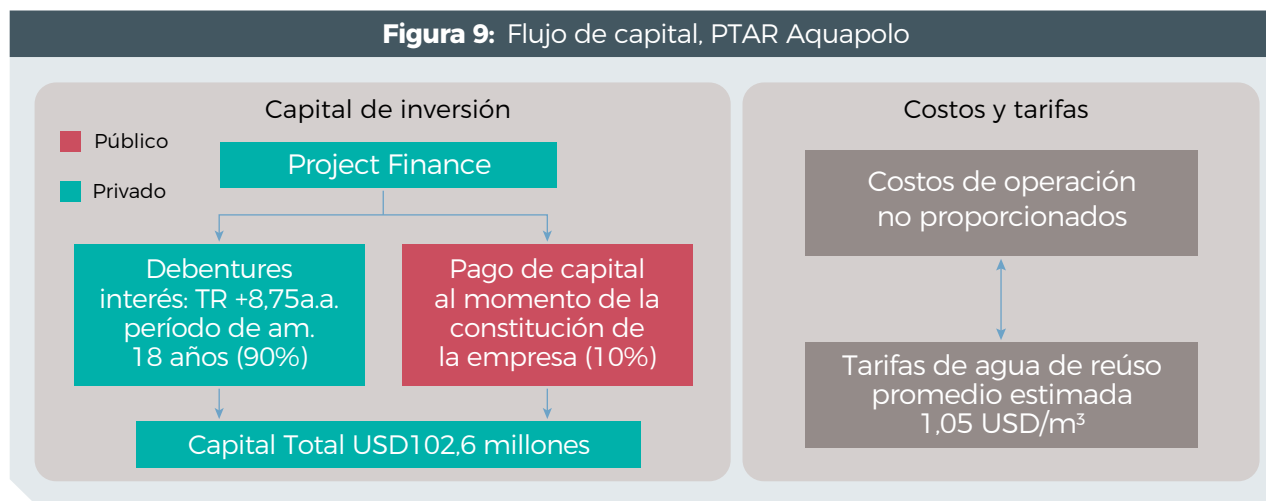 Figura 9: Flujo de capital, PTAR Aquapolo
Capital de inversión
Público
Privado
Project Finance
Debentures
interés: TR +8,75a.a.
período de am.
18 años (90%)
Pago de capital
al momento de la
constitución de
la empresa (10%)
Capital Total USD102,6 millones
Costos y tarifas
Costos de operación
no proporcionados
Tarifas de agua de reúso
promedio estimada
1,05 USD/m³